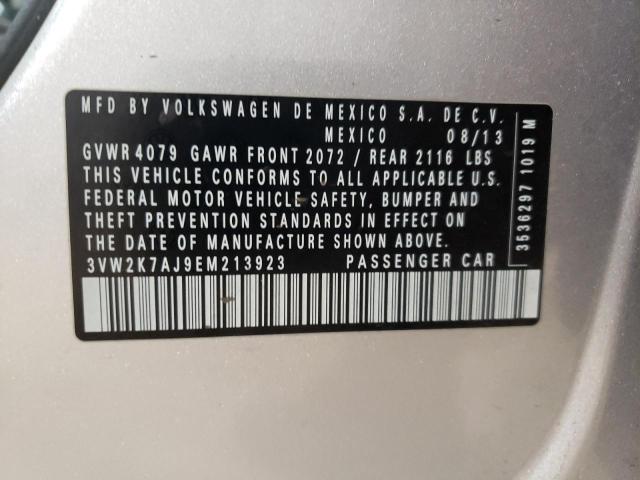 MFD BY VOLKSWAGEN DE MEXICO S.A. DE C.V.
MEXICO 08/13
GVWR 4079 GAWR FRONT 2072 / REAR 2116 LBS
THIS VEHICLE CONFORMS TO ALL APPLICABLE U.S.
FEDERAL MOTOR VEHICLE SAFETY, BUMPER AND
THEFT PREVENTION STANDARDS IN EFFECT ON
THE DATE OF MANUFACTURE SHOWN ABOVE.
3VW2K7AJ9EM213923 PASSENGER CAR
3536297 1019 M